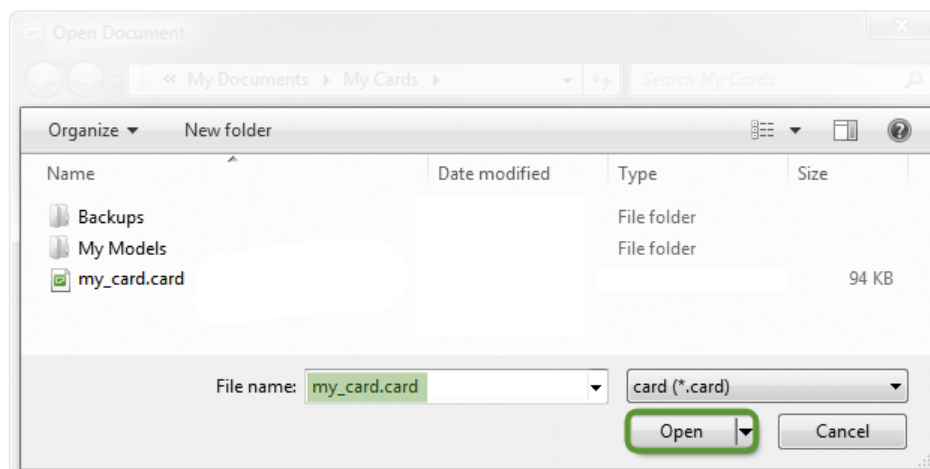 Open Document
« My Documents My Cards Search My Cards
Organize New folder
Name Date modified Type Size
Backups File folder
My Models File folder
my_card.card 94 KB
File name: my_card.card card (*.card)
Open Cancel